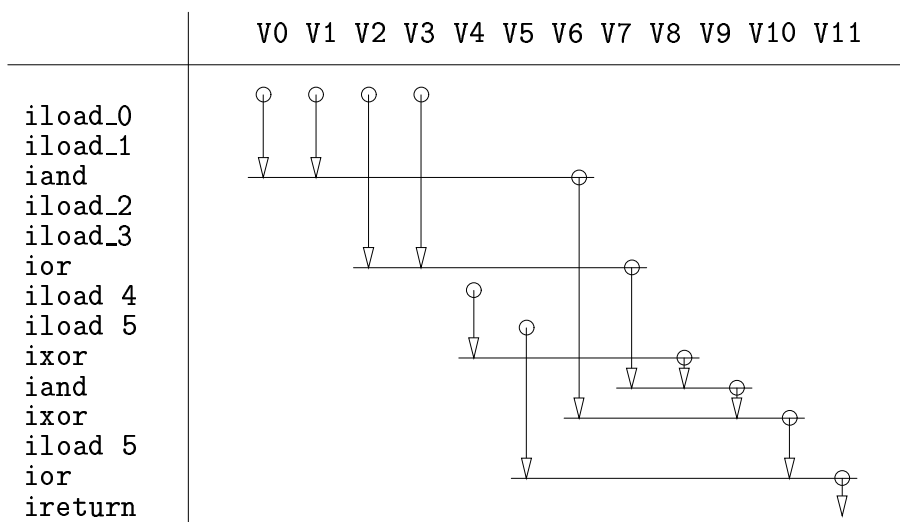 V0 V1 V2 V3 V4 V5 V6 V7 V8 V9 V10 V11
iload_0
iload_1
iand
iload_2
iload_3
ior
iload 4
iload 5
ixor
iand
ixor
iload 5
ior
ireturn